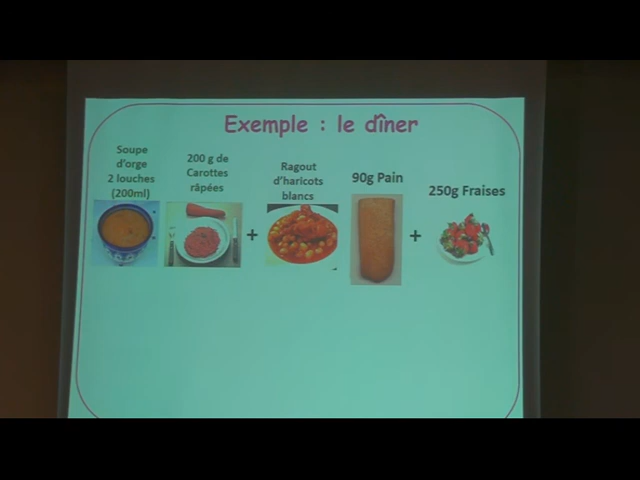 Exemple : le dîner
Soupe
d'orge
2 louches
(200ml)
200 g de
Carottes
râpées
+
Ragout
d'haricots
blancs
90g Pain
+
250g Fraises